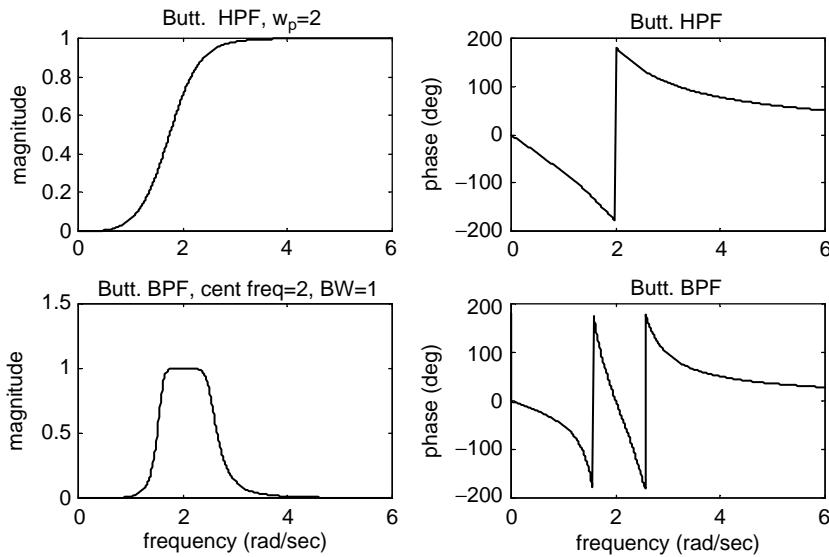 Butt. HPF, w_p=2
1
0.8
0.6
0.4
0.2
0
magnitude
0 2 4 6
Butt. HPF
200
100
0
−100
−200
phase (deg)
0 2 4 6
Butt. BPF, cent freq=2, BW=1
1.5
1
0.5
0
magnitude
0 2 4 6
frequency (rad/sec)
Butt. BPF
200
100
0
−100
−200
phase (deg)
0 2 4 6
frequency (rad/sec)